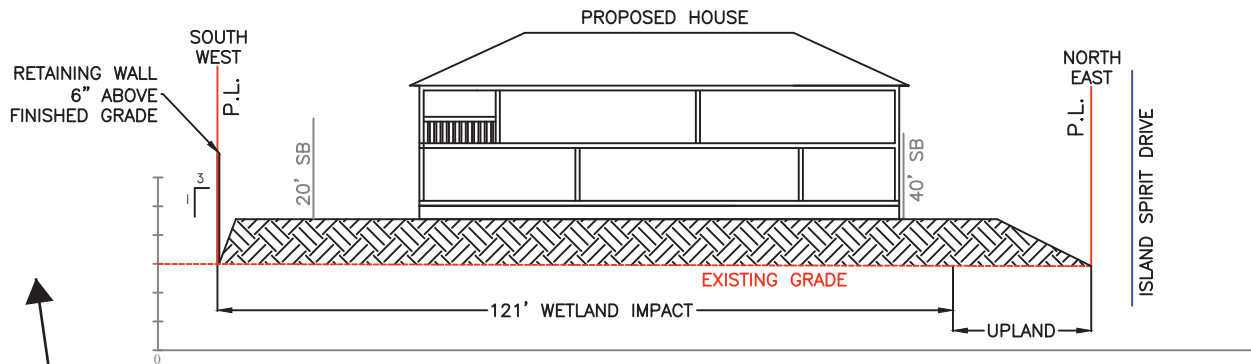 PROPOSED HOUSE
SOUTH
WEST
RETAINING WALL
6" ABOVE
FINISHED GRADE
P.L.
NORTH
EAST
P.L.
20' SB
40' SB
ISLAND SPIRIT DRIVE
3
1
EXISTING GRADE
121' WETLAND IMPACT
UPLAND
0